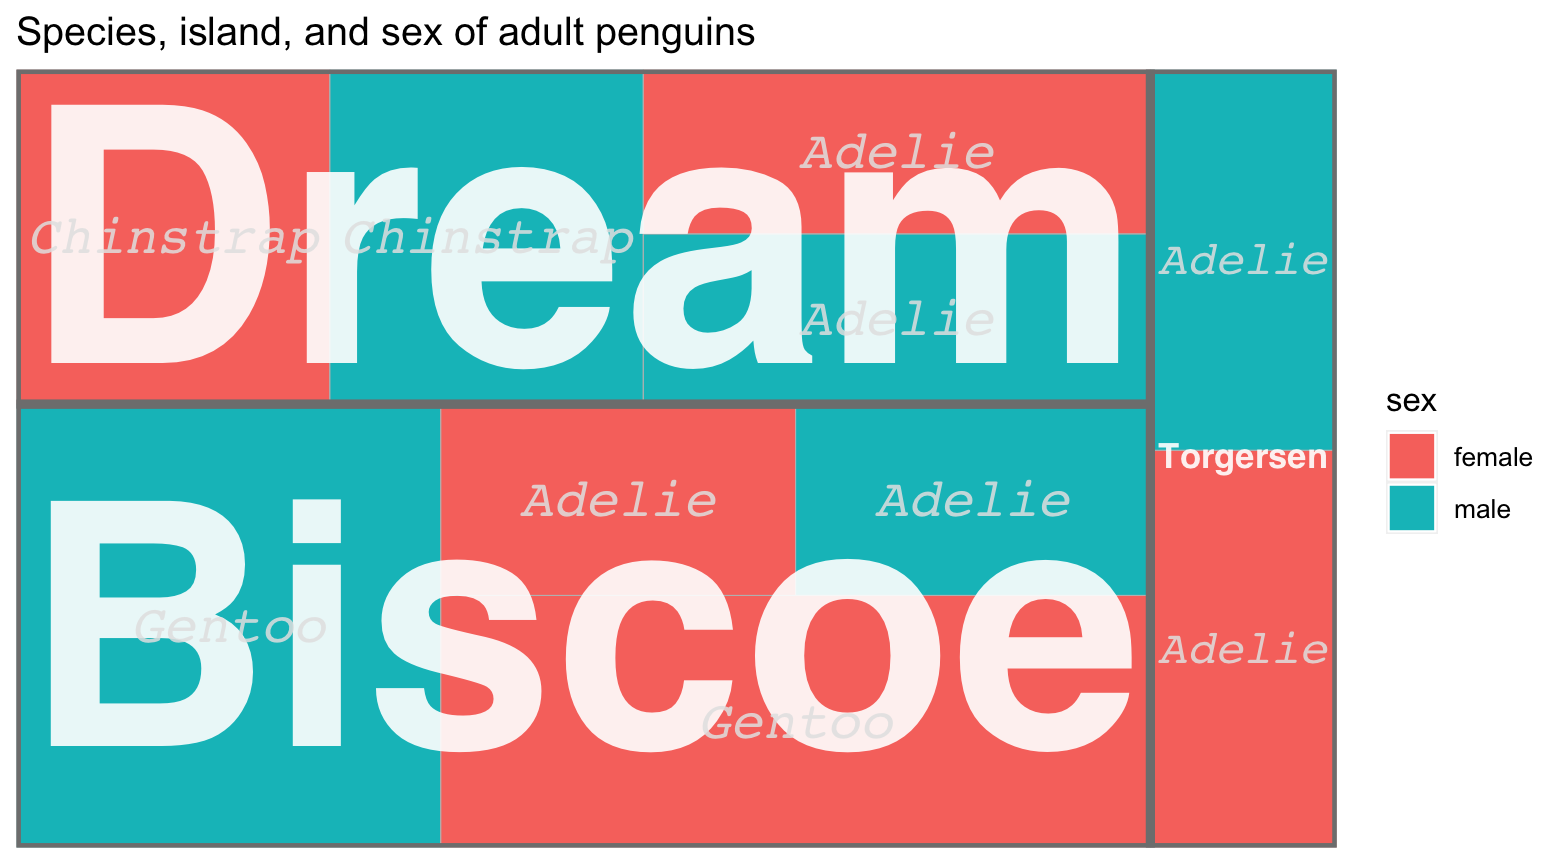 Species, island, and sex of adult penguins
Dream
Chinstrap
Chinstrap
Adelie
Adelie
Adelie
Torgersen
Adelie
Biscoe
Gentoo
Adelie
Adelie
Gentoo
sex
female
male